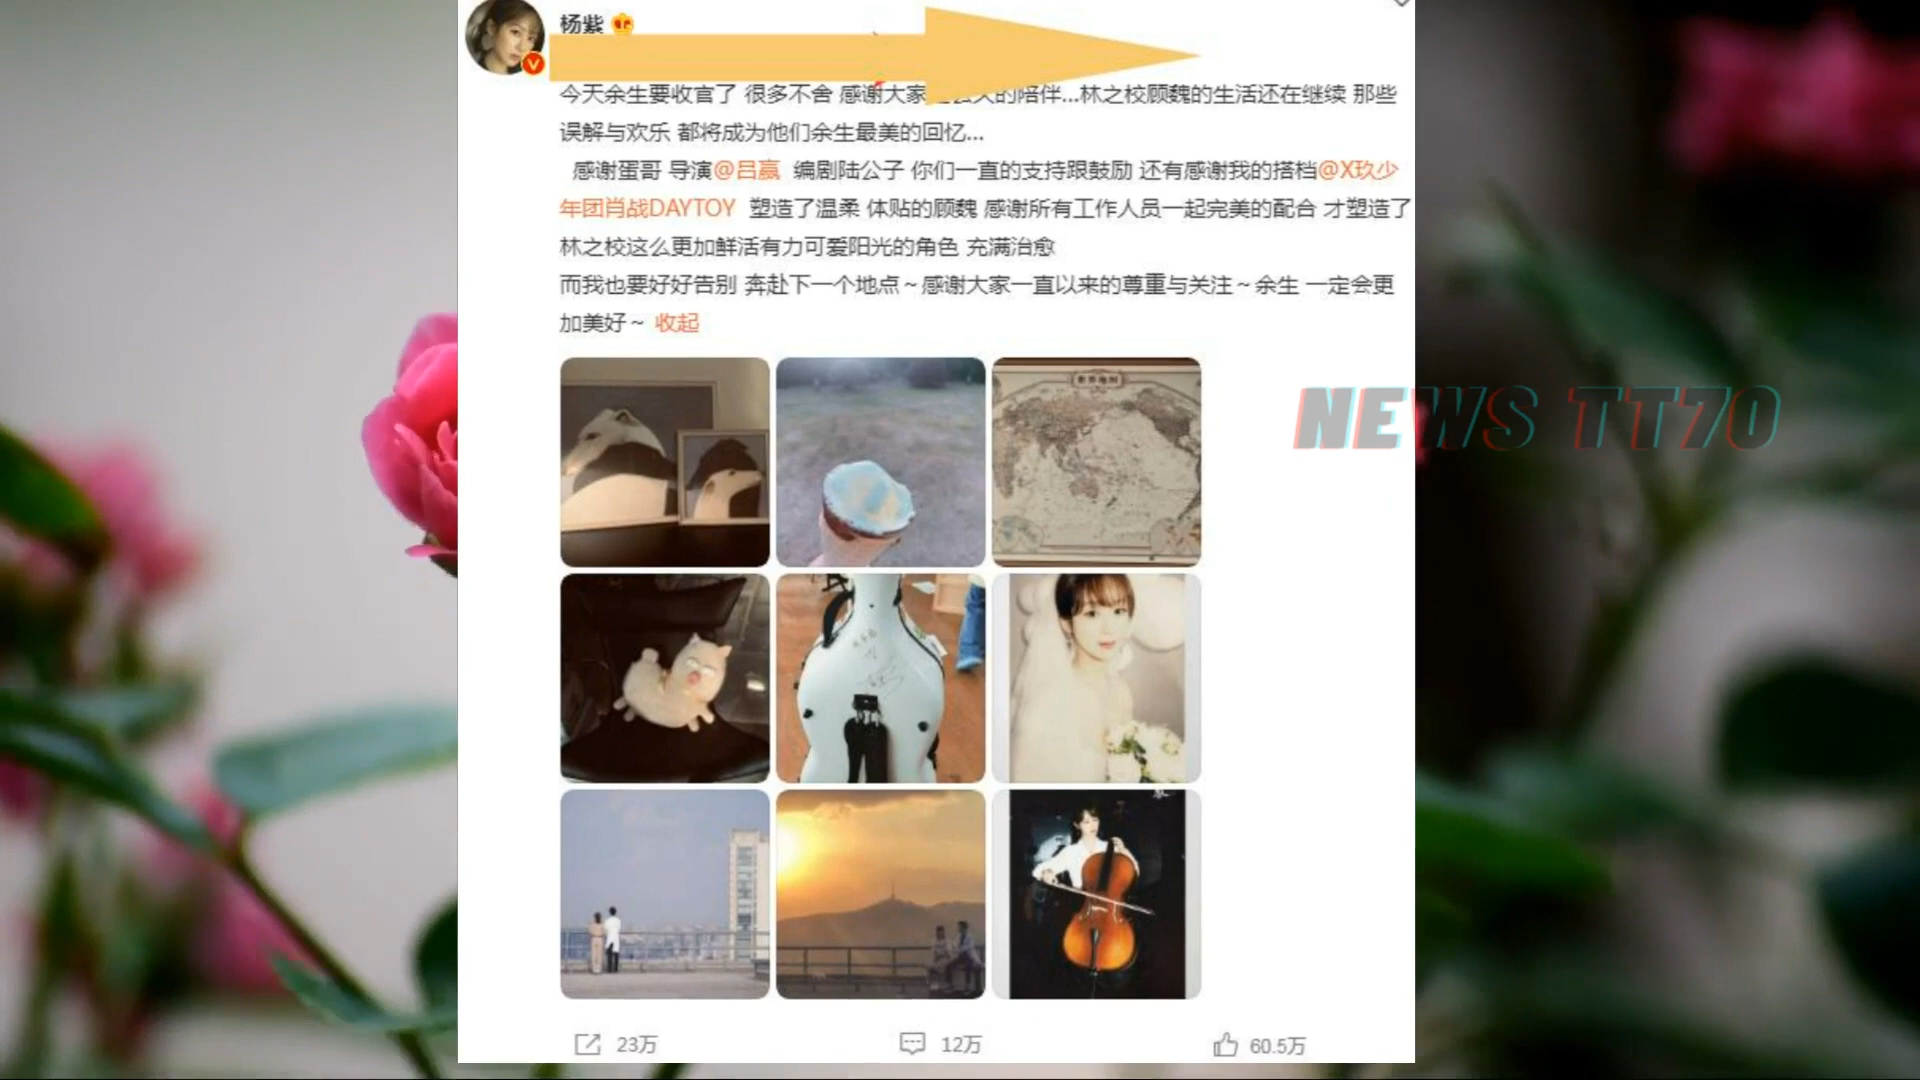 杨紫
今天余生要收官了 很多不舍 感谢大家 的陪伴...林之校顾魏的生活还在继续 那些
误解与欢乐 都将成为他们余生最美的回忆...
感谢蛋哥 导演@吕赢 编剧陆公子 你们一直的支持跟鼓励 还有感谢我的搭档@X玖少
年团肖战DAYTOY 塑造了温柔 体贴的顾魏 感谢所有工作人员一起完美的配合 才塑造了
林之校这么更加鲜活有力可爱阳光的角色 充满治愈
而我也要好好告别 奔赴下一个地点～感谢大家一直以来的尊重与关注～余生 一定会更
加美好～ 收起
世界地图
NEWS TT70
23万
12万
60.5万